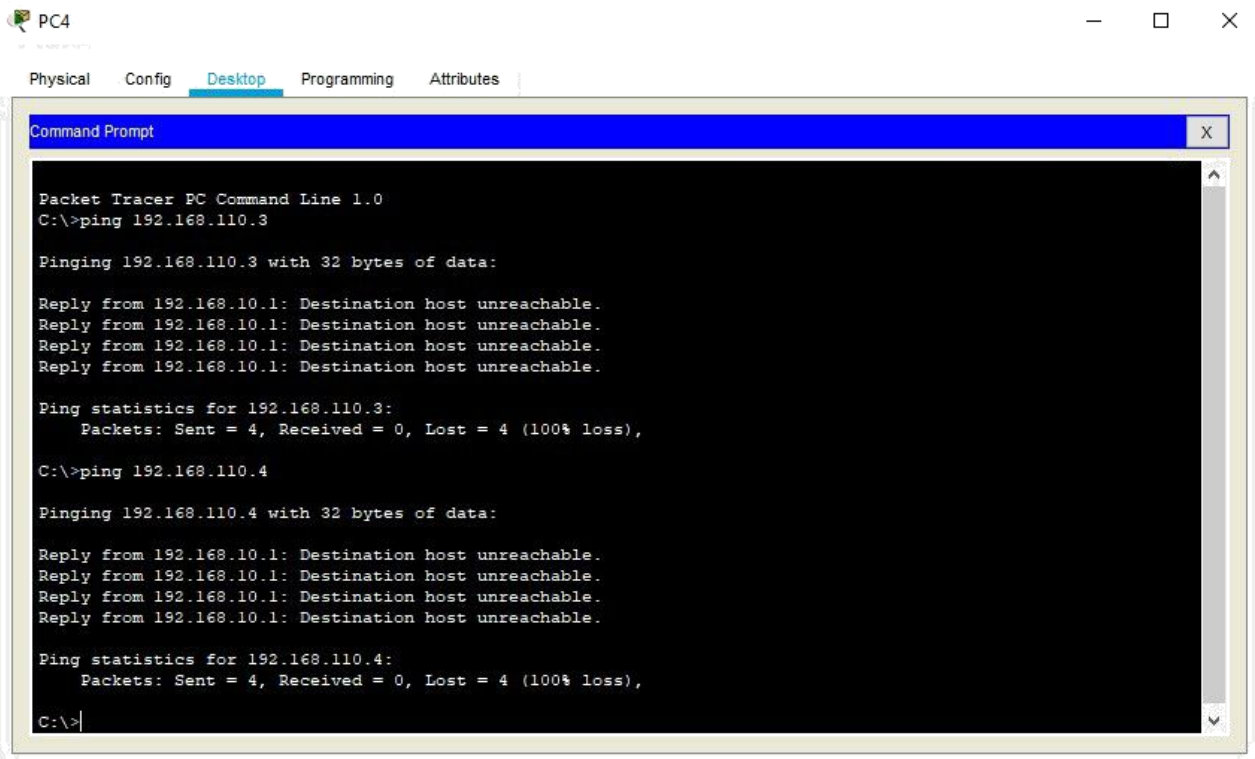 PC4
Physical Config Desktop Programming Attributes
Command Prompt
X
Packet Tracer PC Command Line 1.0
C:\>ping 192.168.110.3
Pinging 192.168.110.3 with 32 bytes of data:
Reply from 192.168.10.1: Destination host unreachable.
Reply from 192.168.10.1: Destination host unreachable.
Reply from 192.168.10.1: Destination host unreachable.
Reply from 192.168.10.1: Destination host unreachable.
Ping statistics for 192.168.110.3:
Packets: Sent = 4, Received = 0, Lost = 4 (100% loss),
C:\>ping 192.168.110.4
Pinging 192.168.110.4 with 32 bytes of data:
Reply from 192.168.10.1: Destination host unreachable.
Reply from 192.168.10.1: Destination host unreachable.
Reply from 192.168.10.1: Destination host unreachable.
Reply from 192.168.10.1: Destination host unreachable.
Ping statistics for 192.168.110.4:
Packets: Sent = 4, Received = 0, Lost = 4 (100% loss),
C:\>